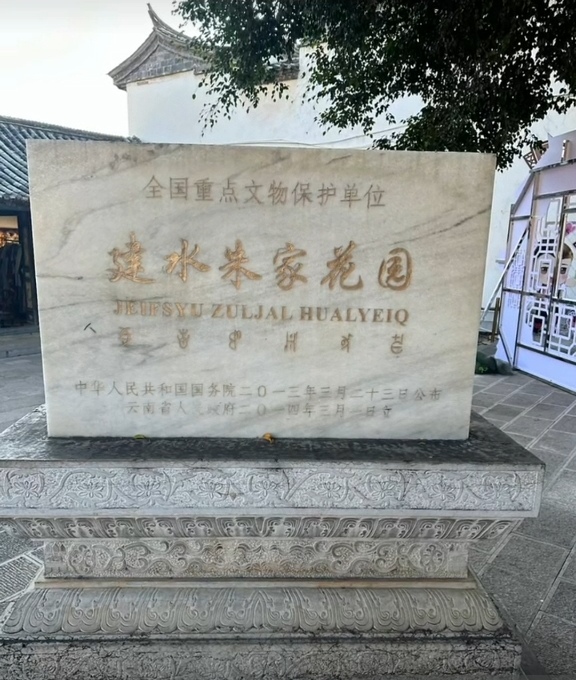 全国重点文物保护单位
建水朱家花园
JEIFSYU ZULJAL HUALYEIQ
中华人民共和国国务院二〇一三年三月二十三日公布
云南省人 政府二〇一四年三月 日立